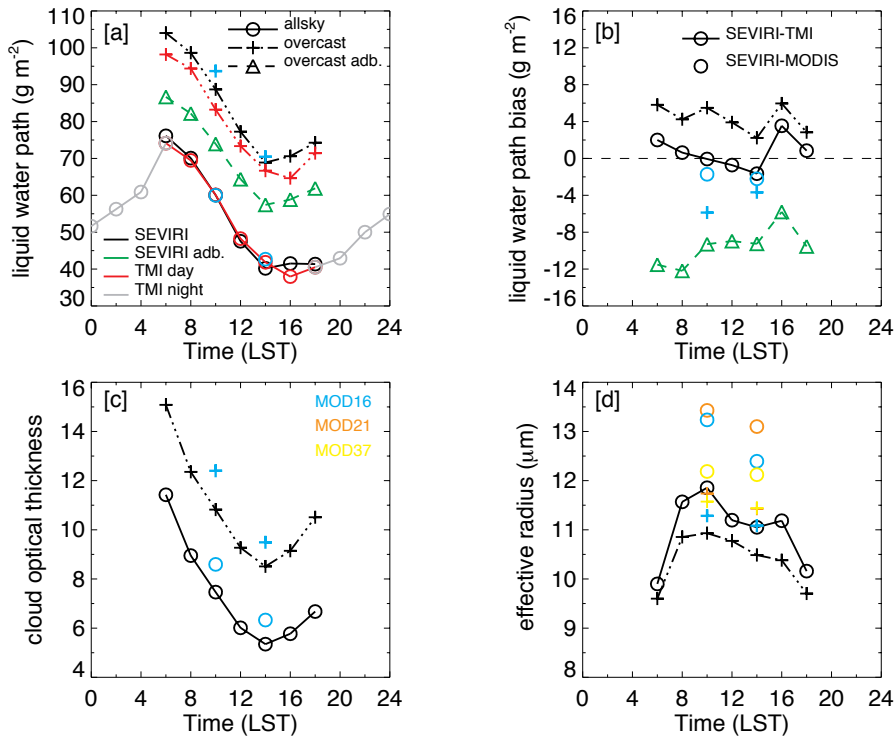 [a]
allsky
overcast
overcast adb.
SEVIRI
SEVIRI adb.
TMI day
TMI night
liquid water path (g m-2)
110
100
90
80
70
60
50
40
30
0 4 8 12 16 20 24
Time (LST)
[b]
SEVIRI-TMI
SEVIRI-MODIS
liquid water path bias (g m-2)
16
12
8
4
0
-4
-8
-12
-16
0 4 8 12 16 20 24
Time (LST)
[c]
MOD16
MOD21
MOD37
cloud optical thickness
16
14
12
10
8
6
4
0 4 8 12 16 20 24
Time (LST)
[d]
effective radius (μm)
14
13
12
11
10
9
8
0 4 8 12 16 20 24
Time (LST)